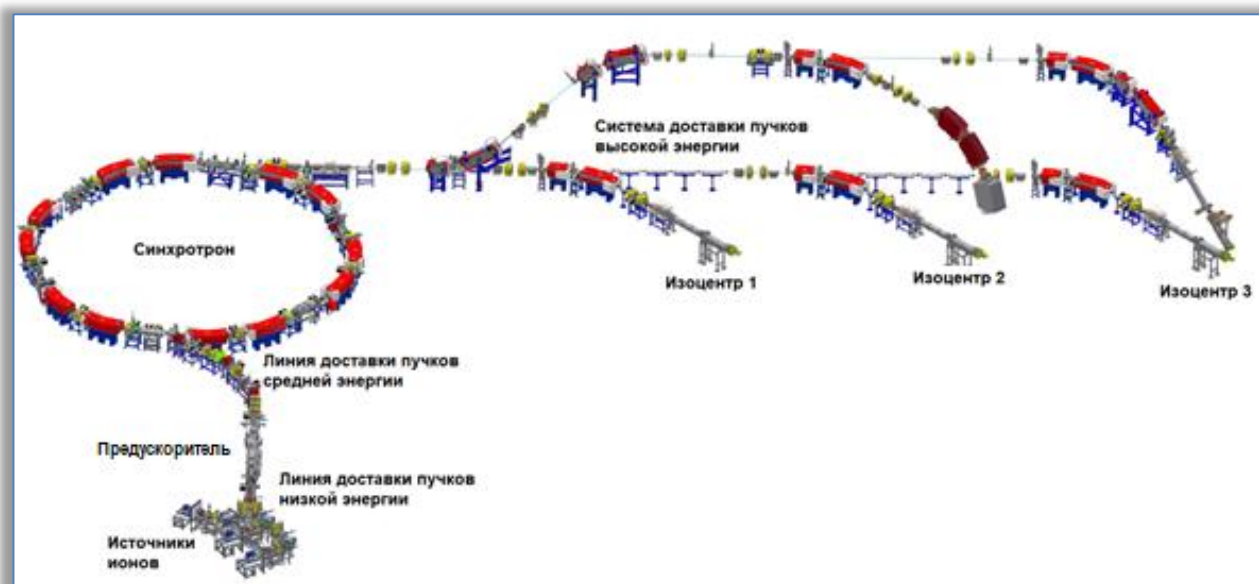 Система доставки пучков
высокой энергии
Синхротрон
Изоцентр 1
Изоцентр 2
Изоцентр 3
Линия доставки пучков
средней энергии
Предускоритель
Линия доставки пучков
низкой энергии
Источники
ионов